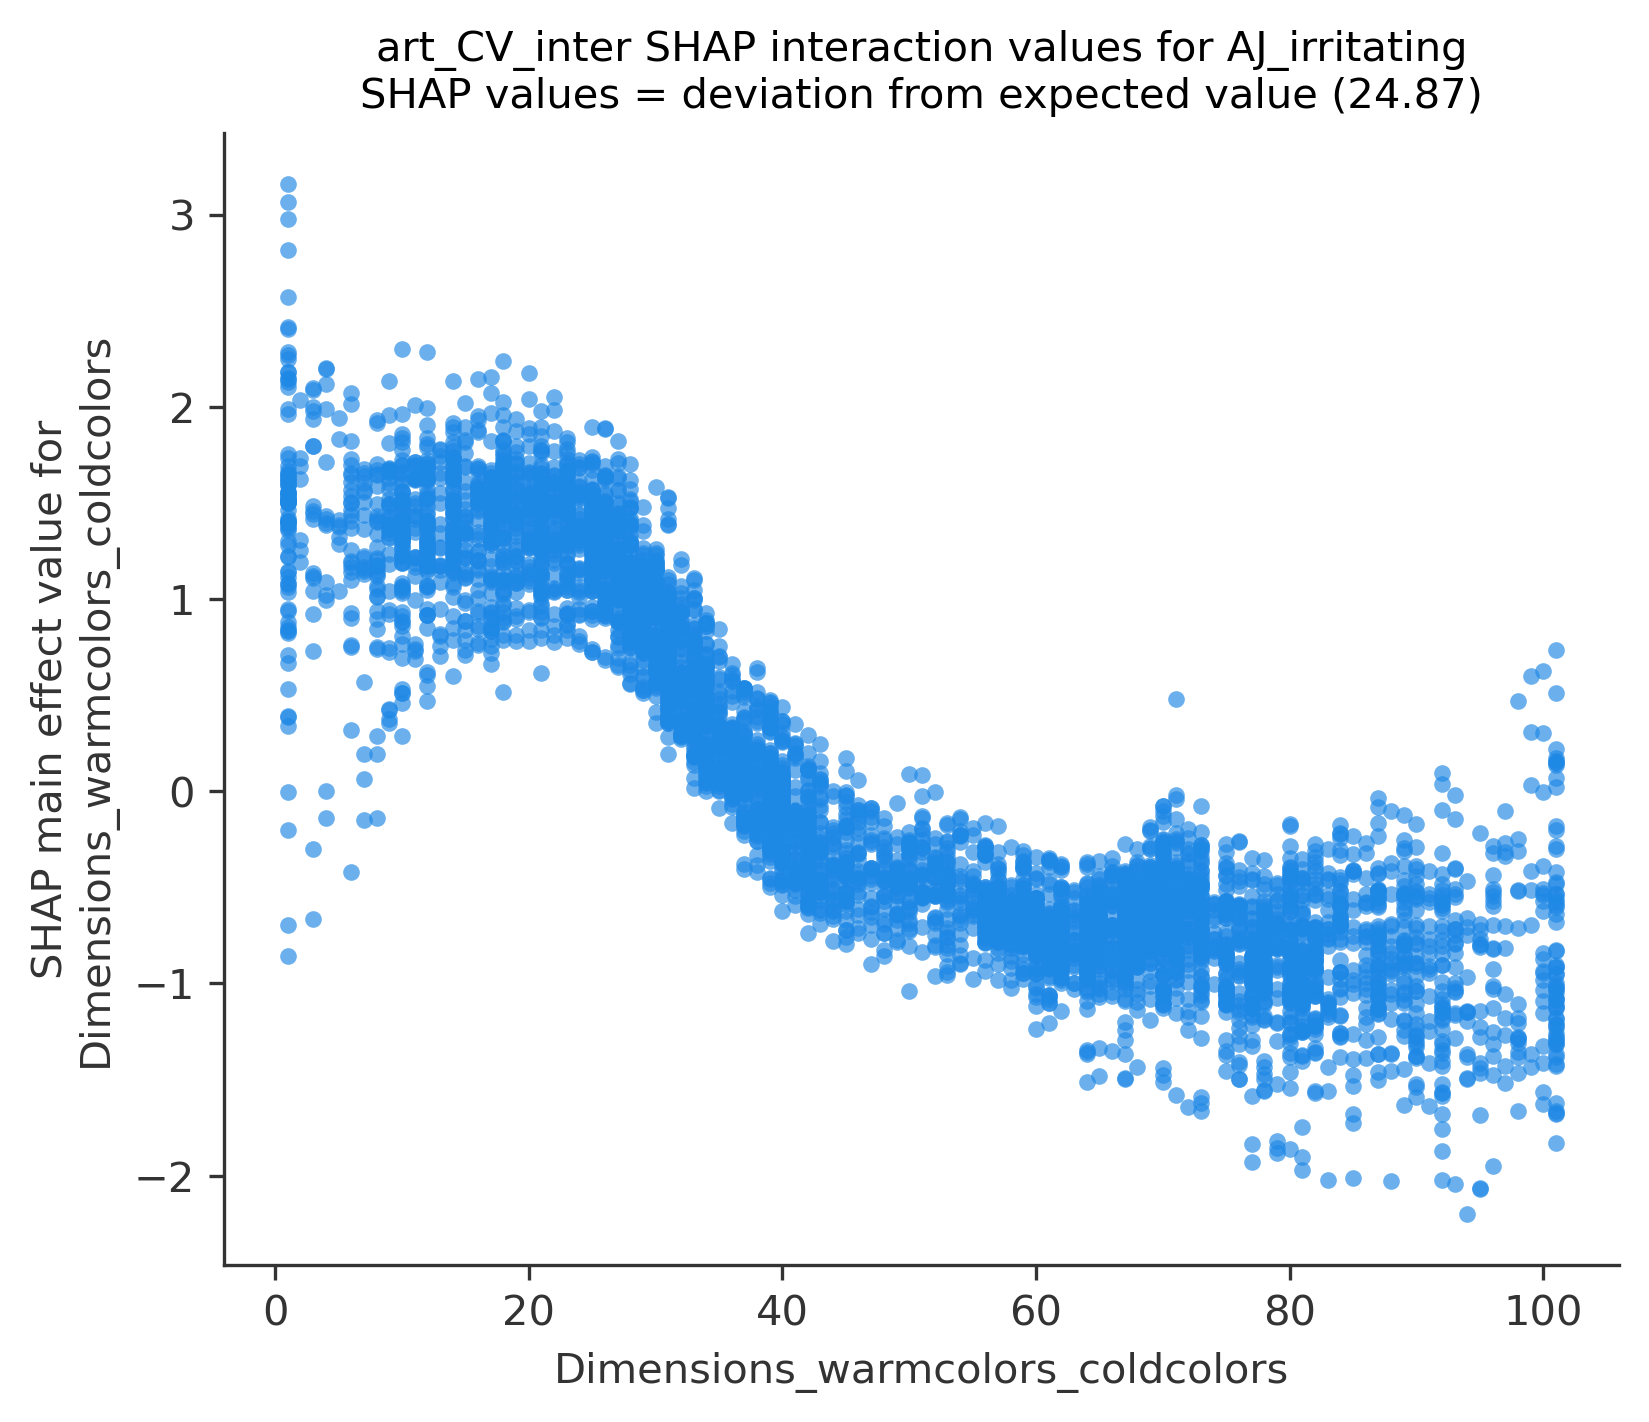 art_CV_inter SHAP interaction values for AJ_irritating
SHAP values = deviation from expected value (24.87)
SHAP main effect value for
Dimensions_warmcolors_coldcolors
3
2
1
0
−1
−2
0
20
40
60
80
100
Dimensions_warmcolors_coldcolors